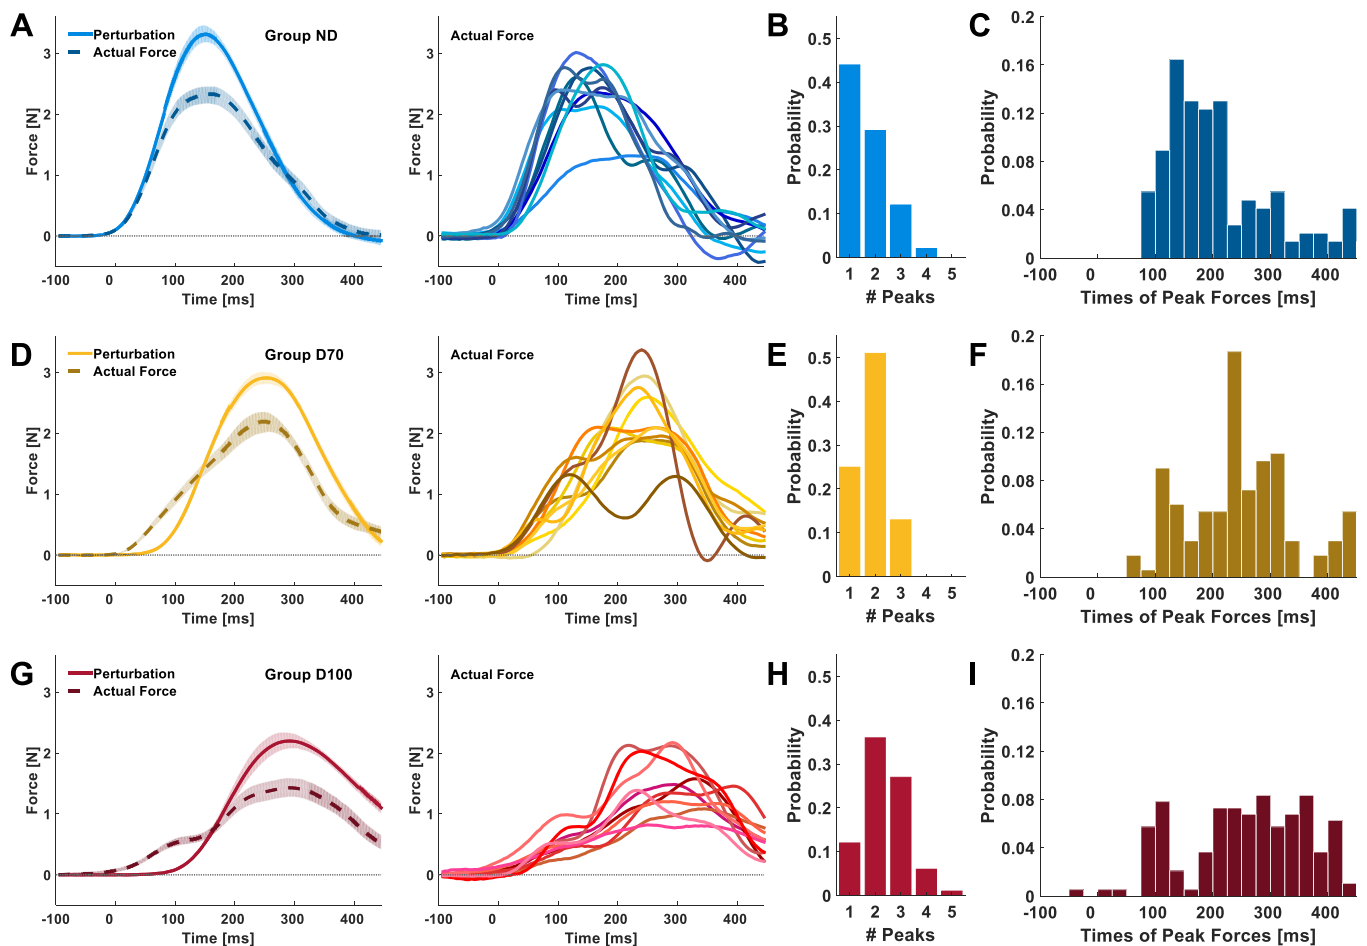 A
Perturbation
Actual Force
Group ND
Force [N]
3
2
1
0
-100 0 100 200 300 400
Time [ms]
Actual Force
Force [N]
3
2
1
0
-100 0 100 200 300 400
Time [ms]
B
Probability
0.5
0.4
0.3
0.2
0.1
0
1 2 3 4 5
# Peaks
C
Probability
0.2
0.16
0.12
0.08
0.04
0
-100 0 100 200 300 400
Times of Peak Forces [ms]
D
Perturbation
Actual Force
Group D70
Force [N]
3
2
1
0
-100 0 100 200 300 400
Time [ms]
Actual Force
Force [N]
3
2
1
0
-100 0 100 200 300 400
Time [ms]
E
Probability
0.5
0.4
0.3
0.2
0.1
0
1 2 3 4 5
# Peaks
F
Probability
0.2
0.16
0.12
0.08
0.04
0
-100 0 100 200 300 400
Times of Peak Forces [ms]
G
Perturbation
Actual Force
Group D100
Force [N]
3
2
1
0
-100 0 100 200 300 400
Time [ms]
Actual Force
Force [N]
3
2
1
0
-100 0 100 200 300 400
Time [ms]
H
Probability
0.5
0.4
0.3
0.2
0.1
0
1 2 3 4 5
# Peaks
I
Probability
0.2
0.16
0.12
0.08
0.04
0
-100 0 100 200 300 400
Times of Peak Forces [ms]